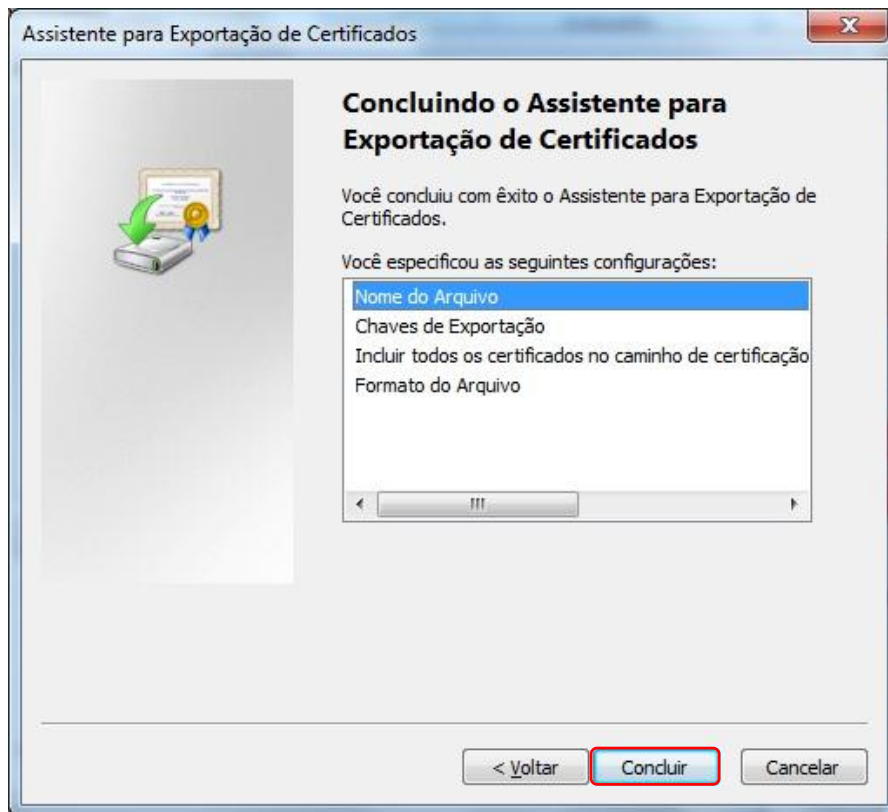 Assistente para Exportação de Certificados
Concluindo o Assistente para
Exportação de Certificados
Você concluiu com êxito o Assistente para Exportação de
Certificados.
Você especificou as seguintes configurações:
Nome do Arquivo
Chaves de Exportação
Incluir todos os certificados no caminho de certificação
Formato do Arquivo
< Voltar
Concluir
Cancelar